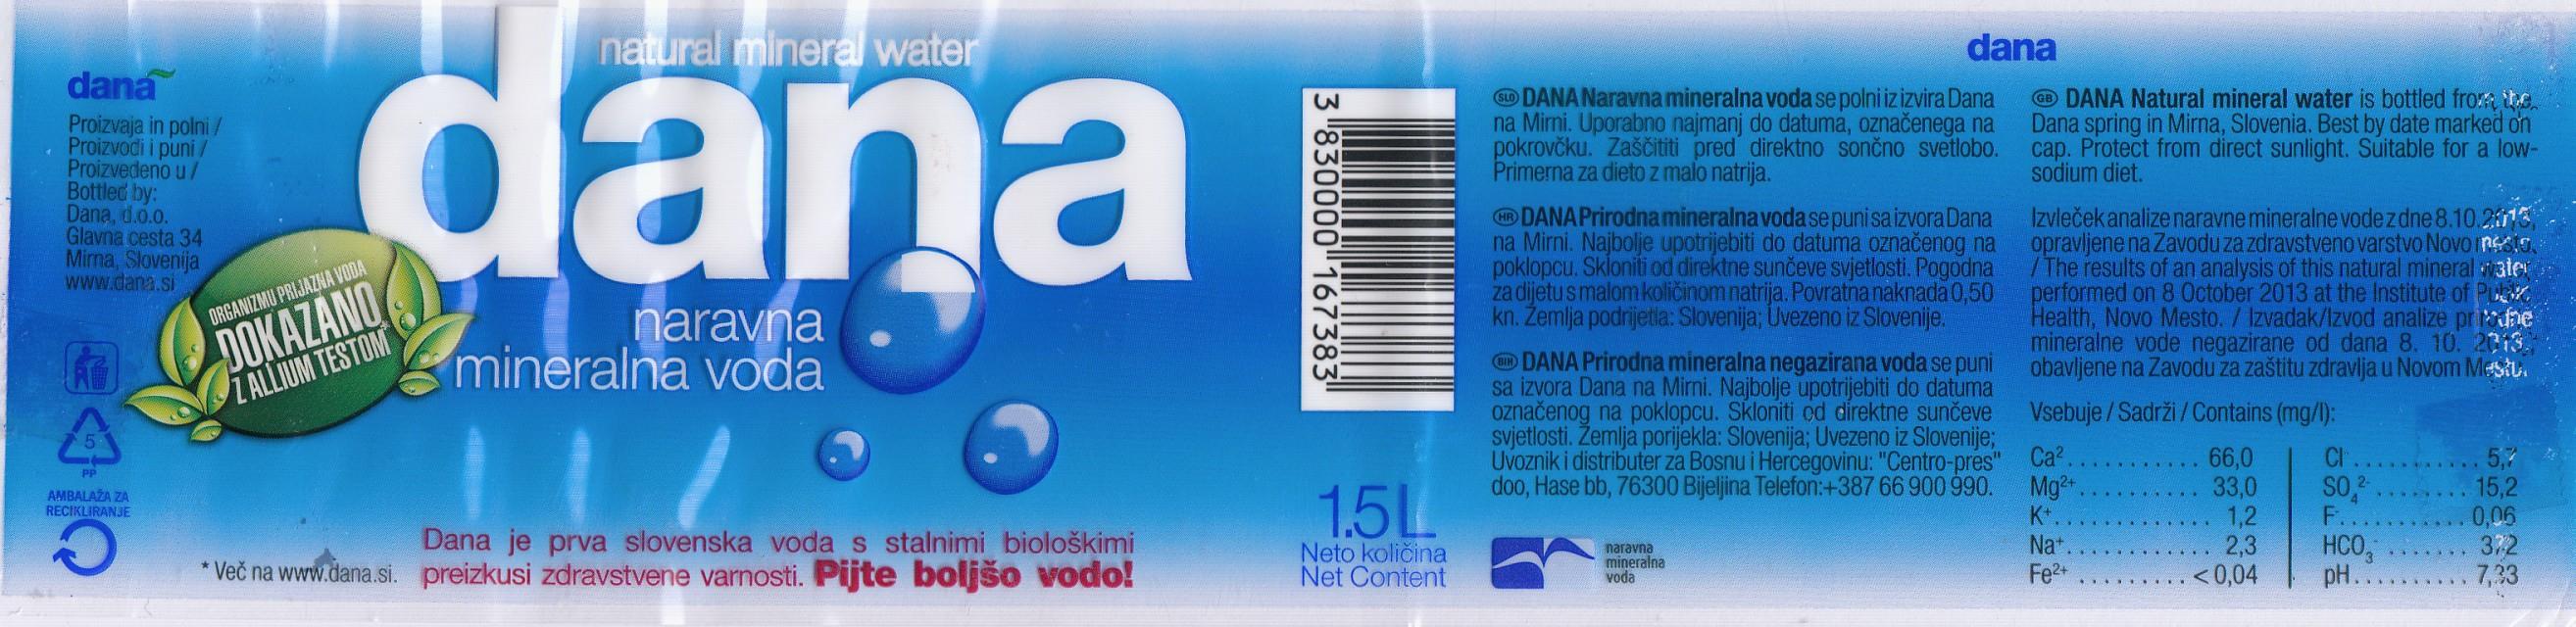 dana
Proizvaja in polni /
Proizvodi i puni /
Proizvedeno u /
Bottled by:
Dana, d.o.o.
Glavna cesta 34
Mirna, Slovenija
www.dana.si
ORGANIZMU PRIJAZNA VODA
DOKAZANO*
Z ALLIUM TESTOM
5
PP
AMBALAŽA ZA
RECIKLIRANJE
* Več na www.dana.si.
natural mineral water
dana
naravna
mineralna voda
Dana je prva slovenska voda s stalnimi biološkimi
preizkusi zdravstvene varnosti. Pijte boljšo vodo!
3 830000 167383
1.5 L
Neto količina
Net Content
SLO DANA Naravna mineralna voda se polni iz izvira Dana
na Mirni. Uporabno najmanj do datuma, označenega na
pokrovčku. Zaščititi pred direktno sončno svetlobo.
Primerna za dieto z malo natrija.
HR DANA Prirodna mineralna voda se puni sa izvora Dana
na Mirni. Najbolje upotrijebiti do datuma označenog na
poklopcu. Skloniti od direktne sunčeve svjetlosti. Pogodna
za dijetu s malom količinom natrija. Povratna naknada 0,50
kn. Zemlja podrijetla: Slovenija; Uvezeno iz Slovenije.
BIH DANA Prirodna mineralna negazirana voda se puni
sa izvora Dana na Mirni. Najbolje upotrijebiti do datuma
označenog na poklopcu. Skloniti od direktne sunčeve
svjetlosti. Zemlja porijekla: Slovenija; Uvezeno iz Slovenije;
Uvoznik i distributer za Bosnu i Hercegovinu: "Centro-pres"
doo, Hase bb, 76300 Bijeljina Telefon:+387 66 900 990.
naravna
mineralna
voda
dana
GB DANA Natural mineral water is bottled from the
Dana spring in Mirna, Slovenia. Best by date marked on
cap. Protect from direct sunlight. Suitable for a low-
sodium diet.
Izvleček analize naravne mineralne vode z dne 8.10.2013,
opravljene na Zavodu za zdravstveno varstvo Novo mesto.
/ The results of an analysis of this natural mineral water
performed on 8 October 2013 at the Institute of Public
Health, Novo Mesto. / Izvadak/Izvod analize prirodne
mineralne vode negazirane od dana 8. 10. 2013.,
obavljene na Zavodu za zaštitu zdravlja u Novom Mestu.
Vsebuje / Sadrži / Contains (mg/l):
Ca² ........... 66,0
Mg²⁺ .......... 33,0
K⁺ ............. 1,2
Na⁺ ............ 2,3
Fe²⁺ .......... < 0,04
Cl ........... 5,7
SO₄²⁻ ........ 15,2
F⁻ .......... 0,06
HCO₃⁻ ....... 372
pH .......... 7,33